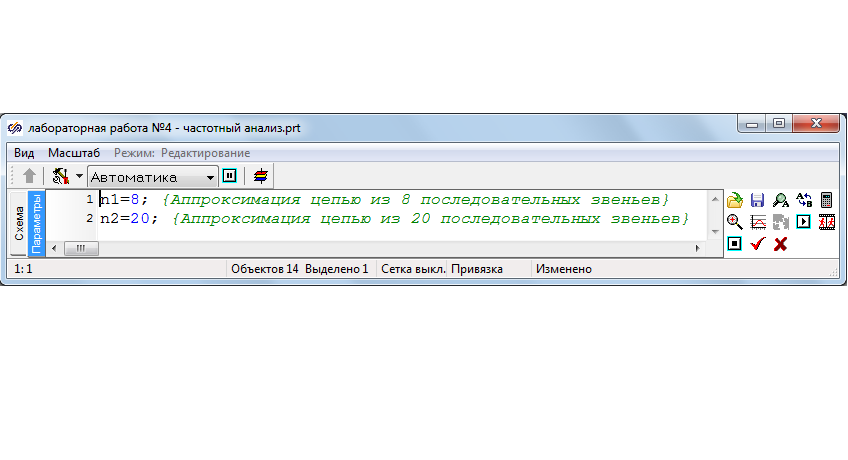 лабораторная работа №4 - частотный анализ.prt
Вид Масштаб Режим: Редактирование
Автоматика
1 n1=8; {Аппроксимация цепью из 8 последовательных звеньев}
2 n2=20; {Аппроксимация цепью из 20 последовательных звеньев}
Схема
Параметры
1: 1 Объектов 14 Выделено 1 Сетка выкл. Привязка Изменено